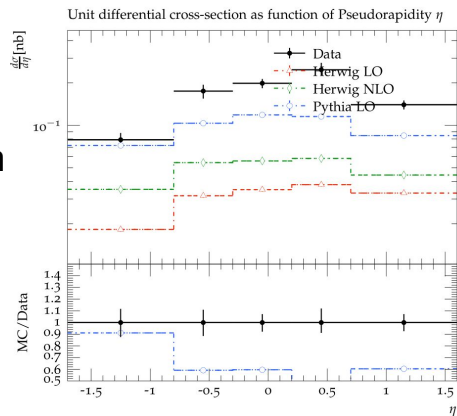 Unit differential cross-section as function of Pseudorapidity η
dσ/dη [nb]
Data
Herwig LO
Herwig NLO
Pythia LO
10⁻¹
MC/Data
1.4
1.3
1.2
1.1
1
0.9
0.8
0.7
0.6
0.5
-1.5 -1 -0.5 0 0.5 1 1.5
η